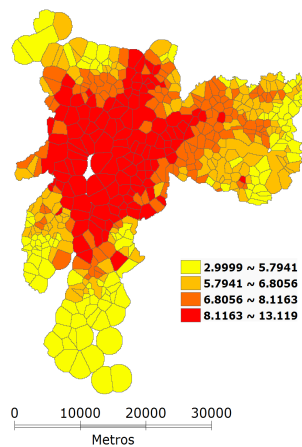 2.9999 ~ 5.7941
5.7941 ~ 6.8056
6.8056 ~ 8.1163
8.1163 ~ 13.119
0 10000 20000 30000
Metros